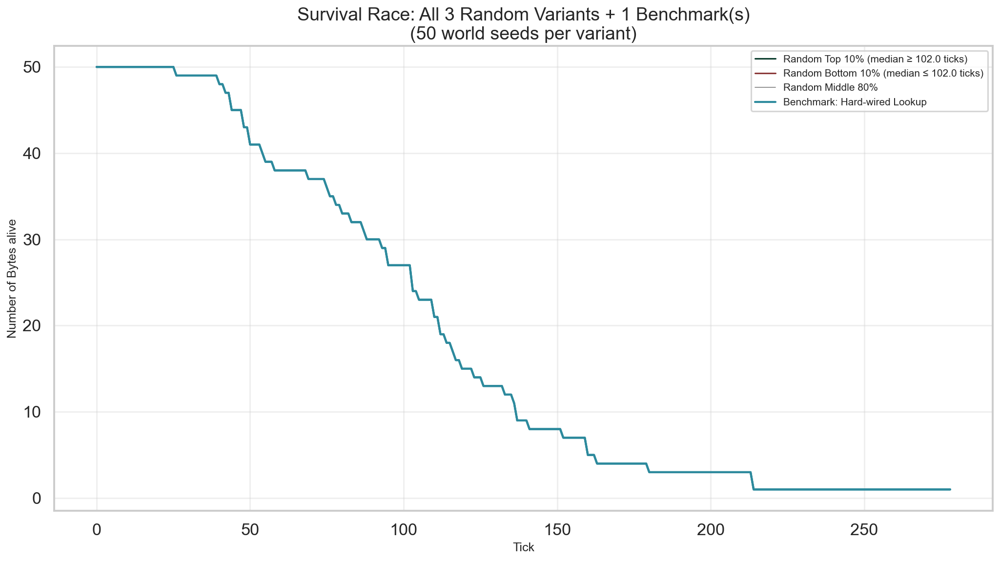 Survival Race: All 3 Random Variants + 1 Benchmark(s)
(50 world seeds per variant)
Random Top 10% (median ≥ 102.0 ticks)
Random Bottom 10% (median ≤ 102.0 ticks)
Random Middle 80%
Benchmark: Hard-wired Lookup
Number of Bytes alive
50
40
30
20
10
0
0 50 100 150 200 250
Tick